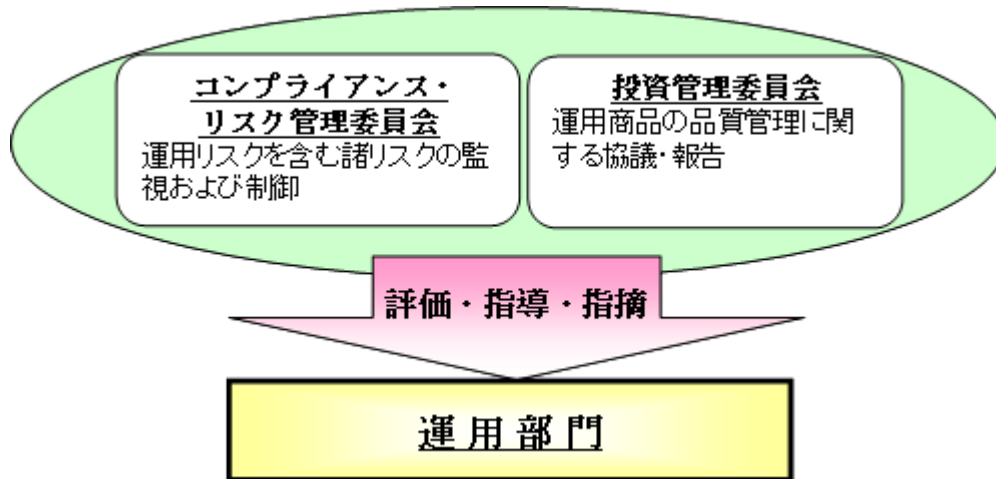 コンプライアンス・
リスク管理委員会
運用リスクを含む諸リスクの監
視および制御
投資管理委員会
運用商品の品質管理に関
する協議・報告
評価・指導・指摘
運用部門